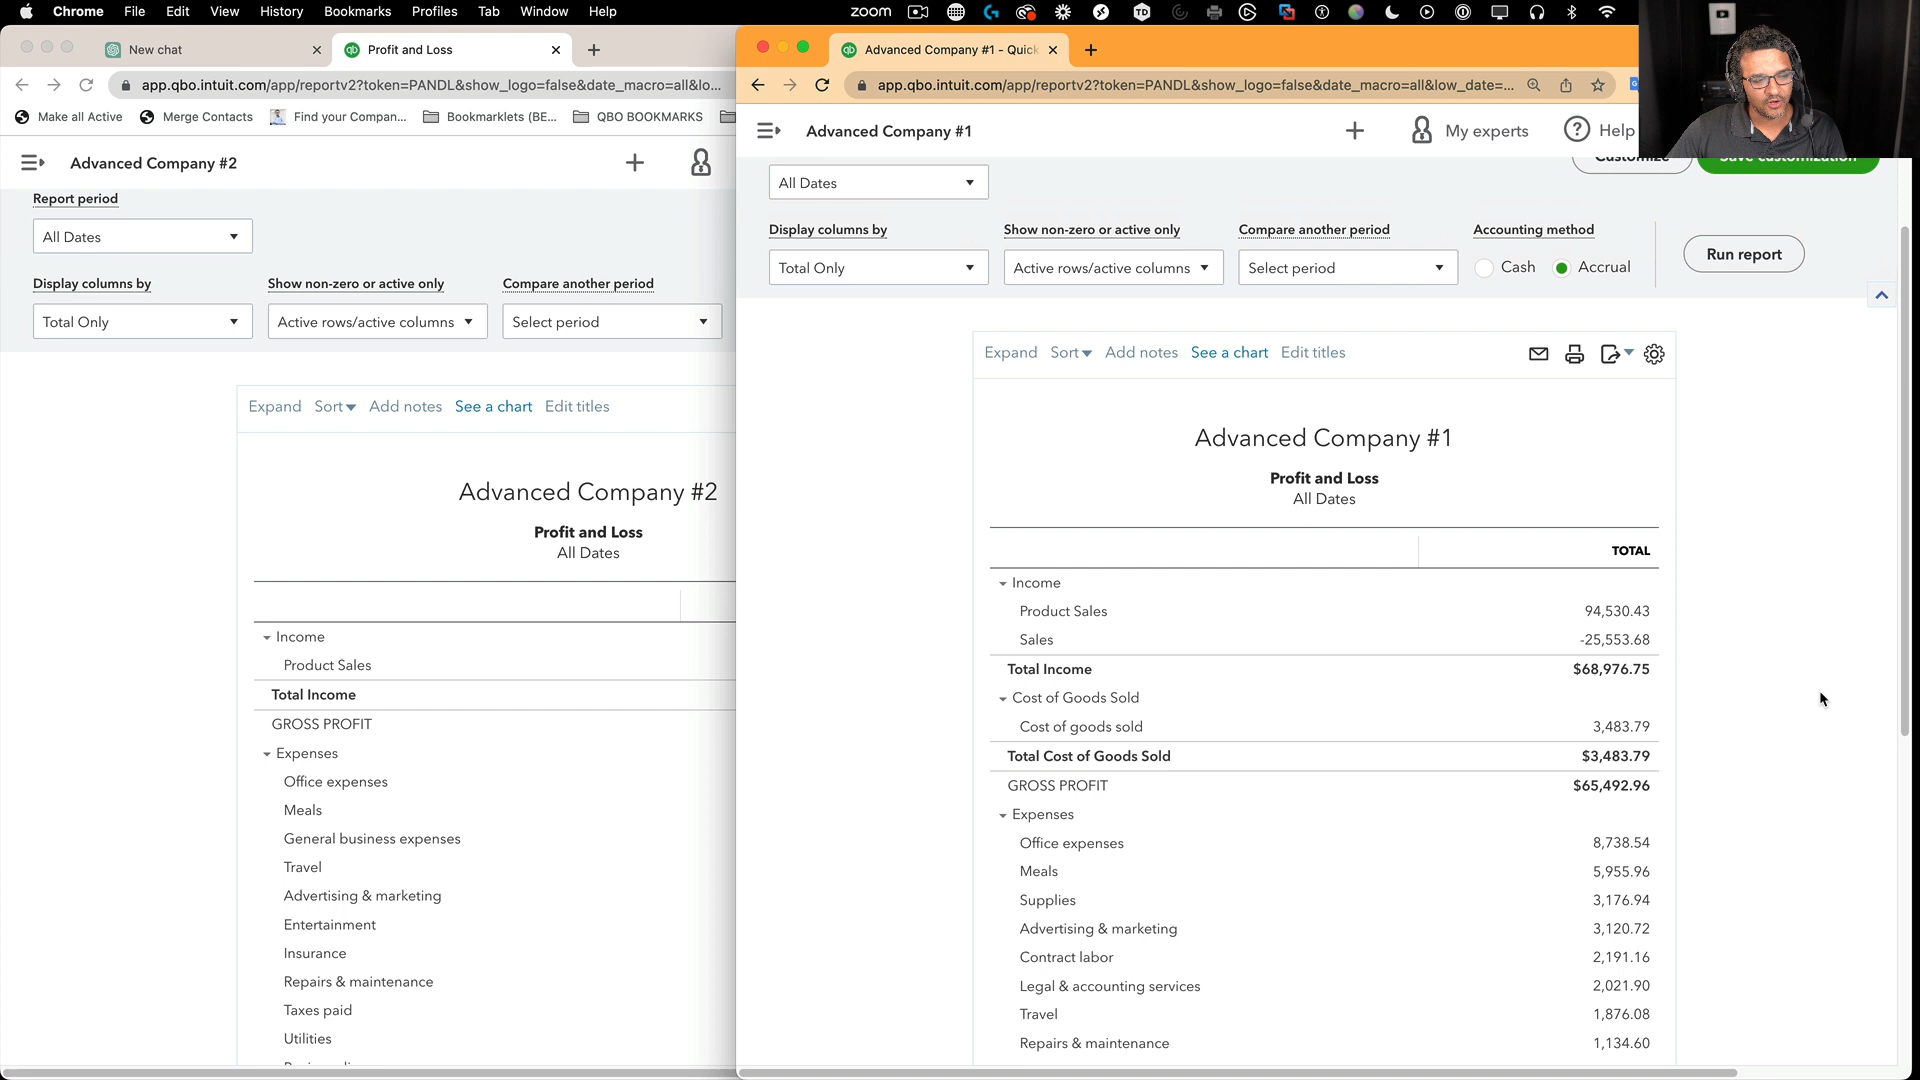 Chrome File Edit View History Bookmarks Profiles Tab Window Help zoom TD
New chat
Profit and Loss
app.qbo.intuit.com/app/reportv2?token=PANDL&show_logo=false&date_macro=all&lo...
Make all Active
Merge Contacts
Find your Compan...
Bookmarklets (BE...
QBO BOOKMARKS
Advanced Company #2
Report period
All Dates
Display columns by
Show non-zero or active only
Compare another period
Total Only
Active rows/active columns
Select period
Expand Sort Add notes See a chart Edit titles
Advanced Company #2
Profit and Loss
All Dates
Income
Product Sales
Total Income
GROSS PROFIT
Expenses
Office expenses
Meals
General business expenses
Travel
Advertising & marketing
Entertainment
Insurance
Repairs & maintenance
Taxes paid
Utilities
Advanced Company #1 - Quick
app.qbo.intuit.com/app/reportv2?token=PANDL&show_logo=false&date_macro=all&low_date=...
Advanced Company #1
My experts
Help
Customize
Save customization
All Dates
Display columns by
Show non-zero or active only
Compare another period
Accounting method
Total Only
Active rows/active columns
Select period
Cash
Accrual
Run report
Expand Sort Add notes See a chart Edit titles
Advanced Company #1
Profit and Loss
All Dates
TOTAL
Income
Product Sales 94,530.43
Sales -25,553.68
Total Income $68,976.75
Cost of Goods Sold
Cost of goods sold 3,483.79
Total Cost of Goods Sold $3,483.79
GROSS PROFIT $65,492.96
Expenses
Office expenses 8,738.54
Meals 5,955.96
Supplies 3,176.94
Advertising & marketing 3,120.72
Contract labor 2,191.16
Legal & accounting services 2,021.90
Travel 1,876.08
Repairs & maintenance 1,134.60